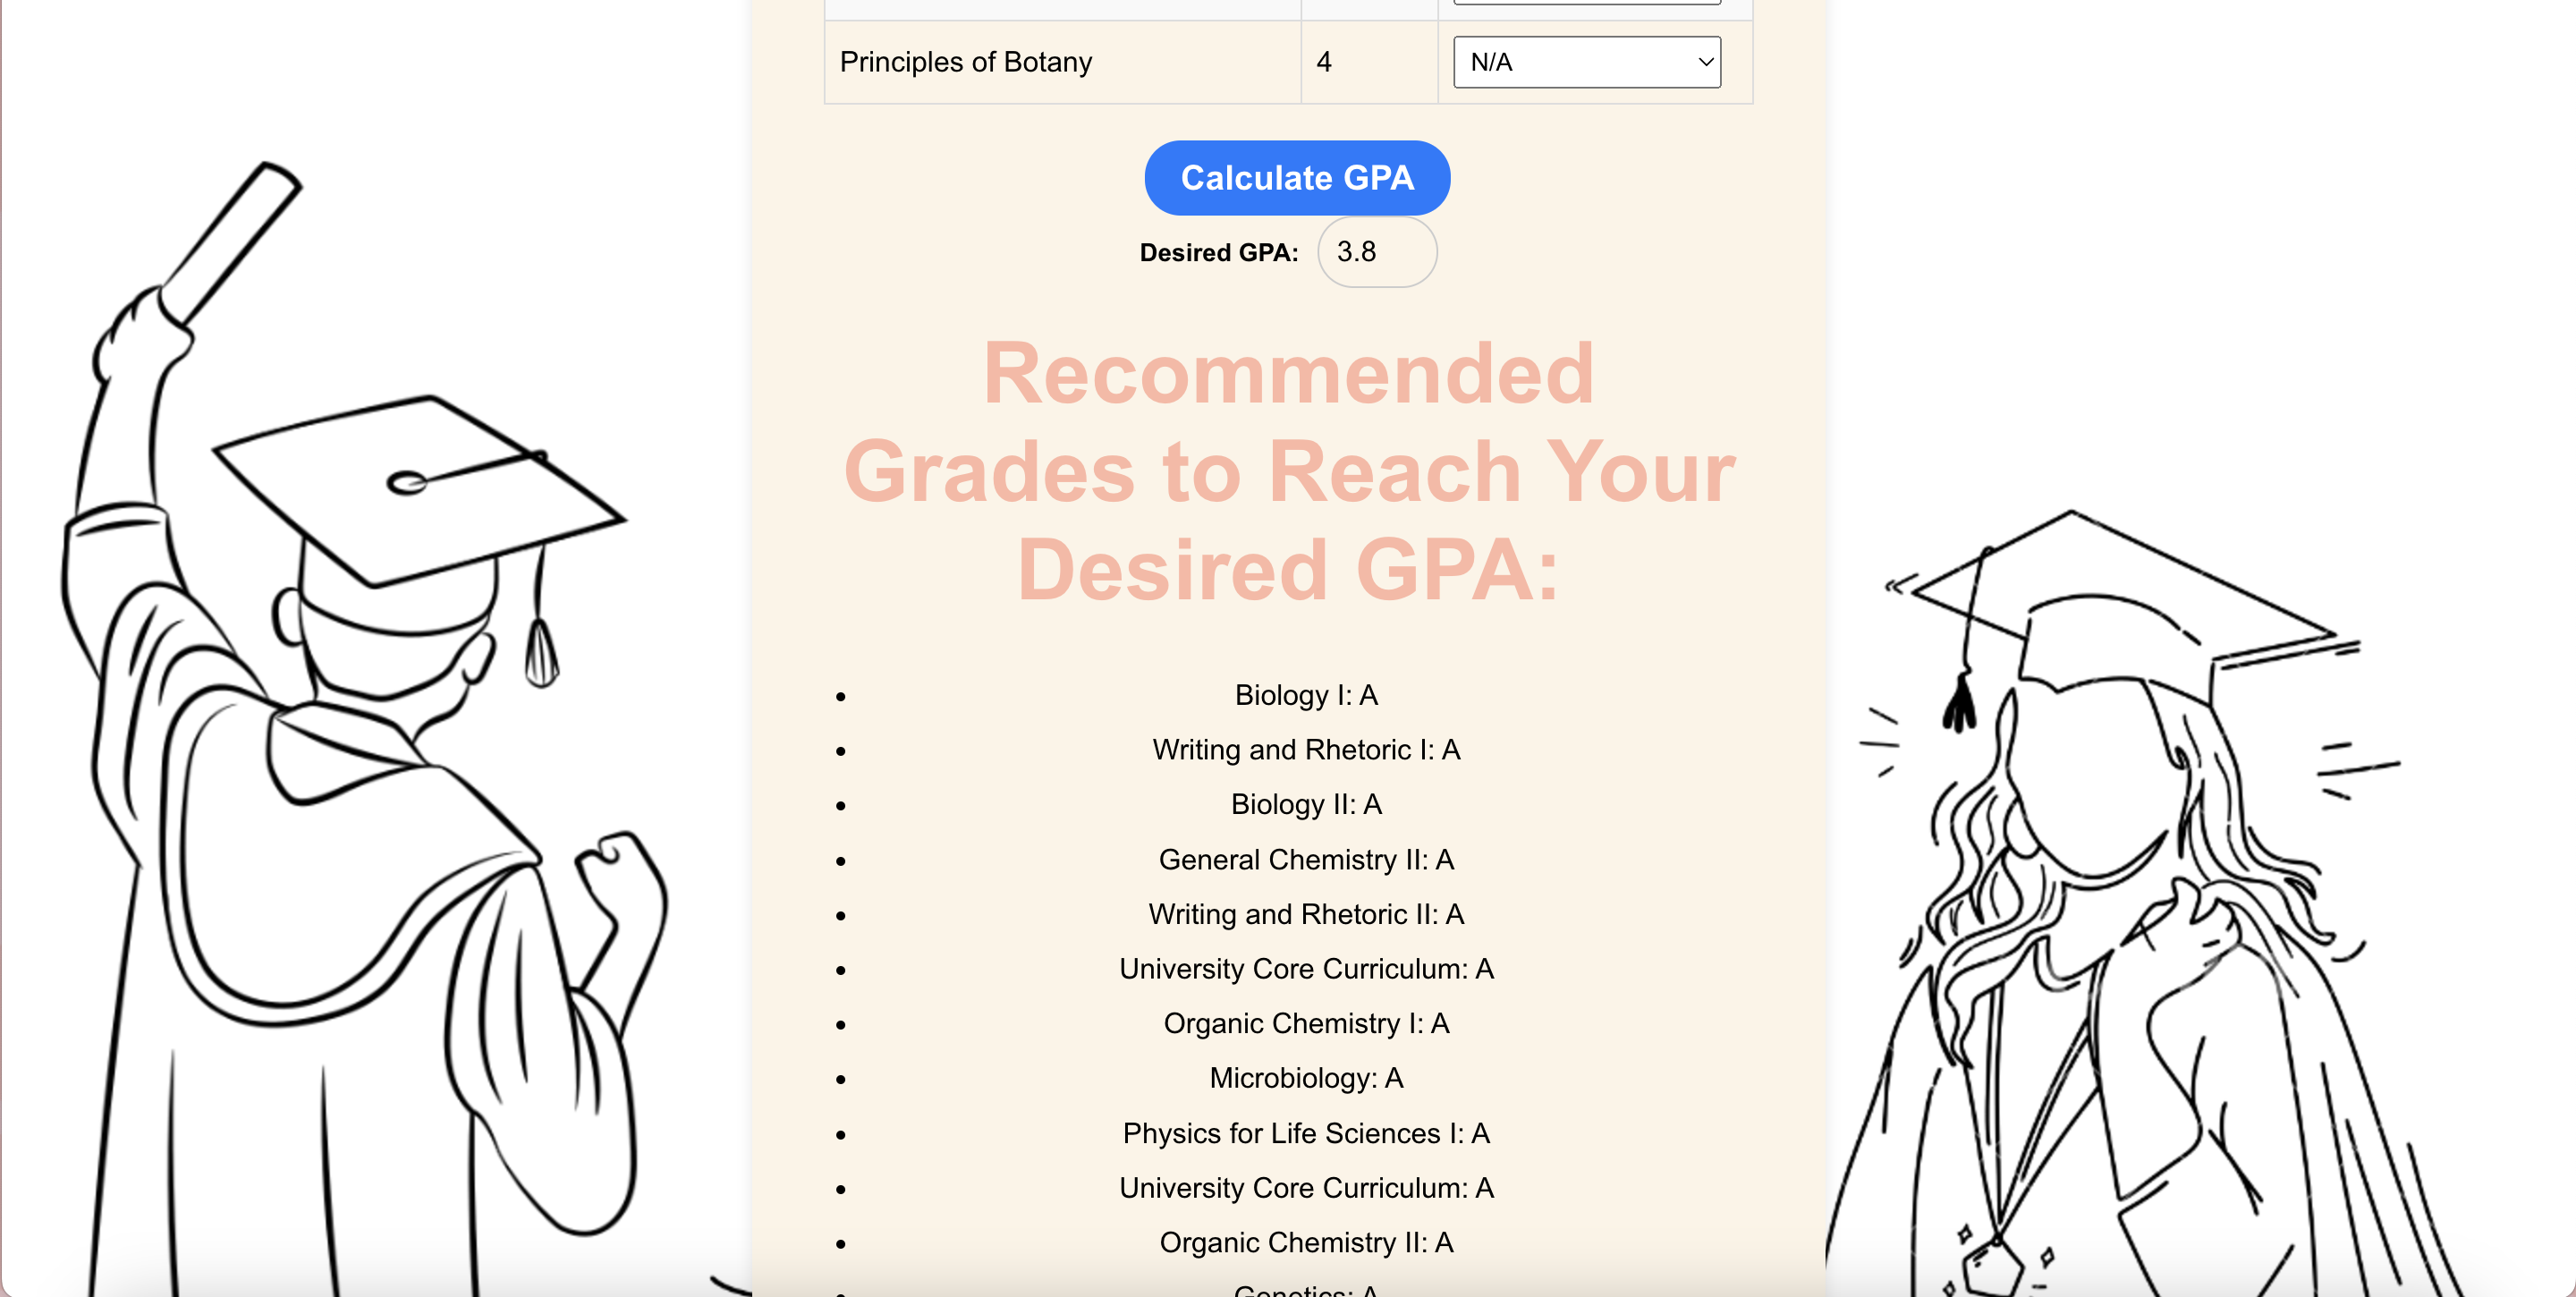 Principles of Botany 4 N/A
Calculate GPA
Desired GPA: 3.8
Recommended
Grades to Reach Your
Desired GPA:
• Biology I: A
• Writing and Rhetoric I: A
• Biology II: A
• General Chemistry II: A
• Writing and Rhetoric II: A
• University Core Curriculum: A
• Organic Chemistry I: A
• Microbiology: A
• Physics for Life Sciences I: A
• University Core Curriculum: A
• Organic Chemistry II: A
• Genetics: A